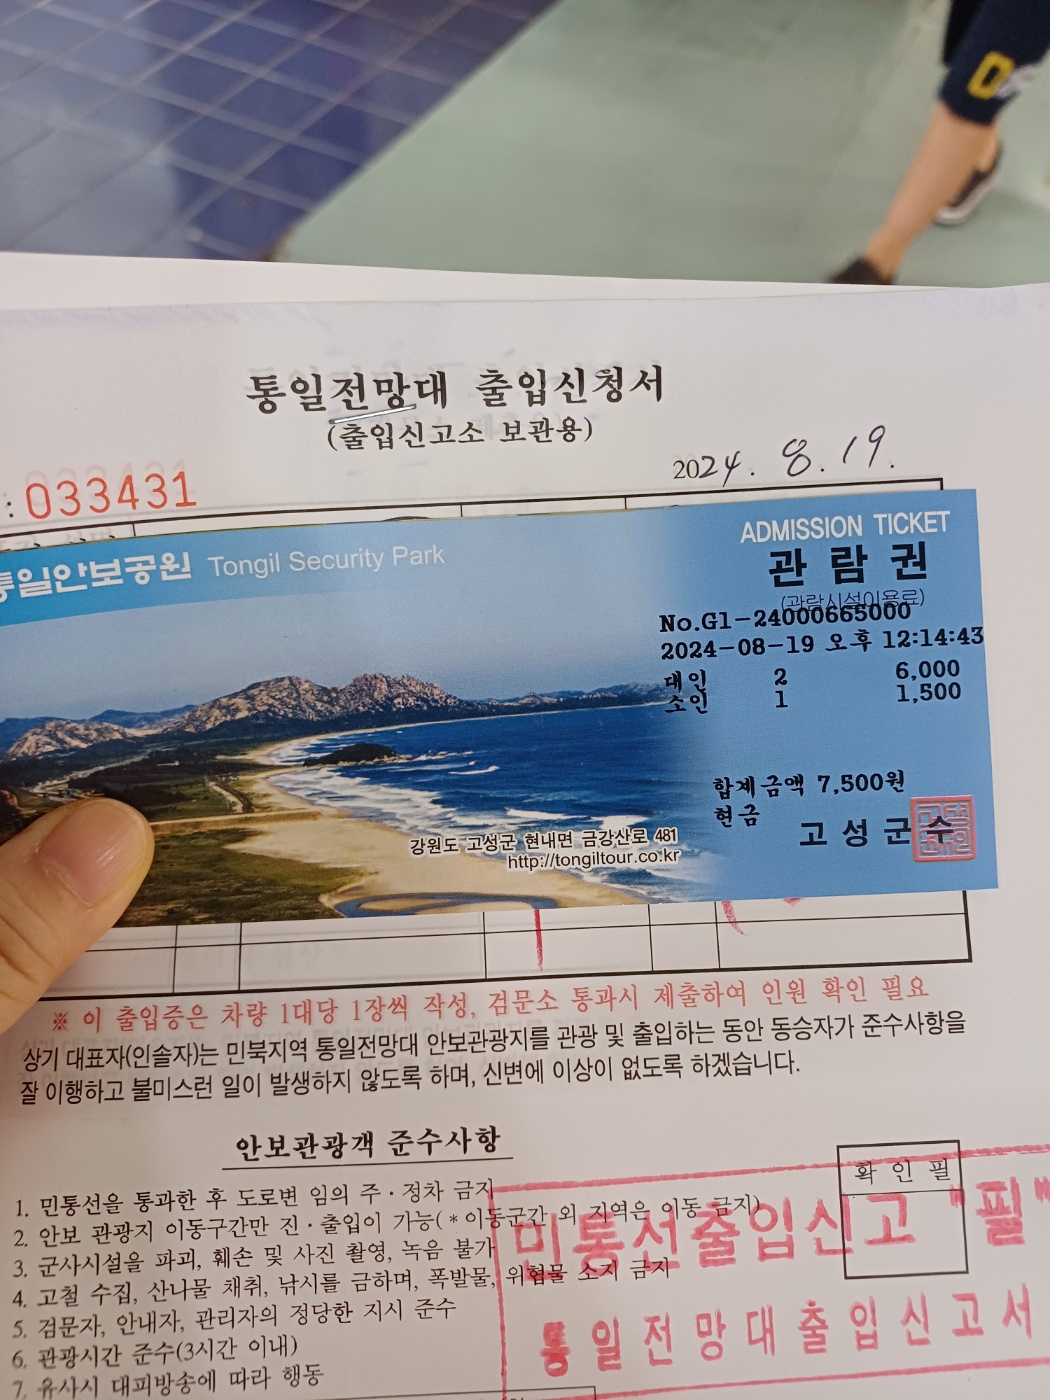 통일전망대 출입신청서
(출입신고소 보관용)
2024. 8. 19.
: 033431
통일안보공원 Tongil Security Park
ADMISSION TICKET
관 람 권
(관람시설이용료)
No.G1-24000665000
2024-08-19 오후 12:14:43
대인 2 6,000
소인 1 1,500
합계금액 7,500원
현금
고성군수
강원도 고성군 현내면 금강산로 481
http://tongiltour.co.kr
※ 이 출입증은 차량 1대당 1장씩 작성, 검문소 통과시 제출하여 인원 확인 필요
상기 대표자(인솔자)는 민북지역 통일전망대 안보관광지를 관광 및 출입하는 동안 동승자가 준수사항을
잘 이행하고 불미스런 일이 발생하지 않도록 하며, 신변에 이상이 없도록 하겠습니다.
안보관광객 준수사항
확 인 필
1. 민통선을 통과한 후 도로변 임의 주·정차 금지
2. 안보 관광지 이동구간만 진·출입이 가능(*이동군간 외 지역은 이동 금지)
3. 군사시설을 파괴, 훼손 및 사진 촬영, 녹음 불가
4. 고철 수집, 산나물 채취, 낚시를 금하며, 폭발물, 위협물 소지 금지
5. 검문자, 안내자, 관리자의 정당한 지시 준수
6. 관광시간 준수(3시간 이내)
7. 유사시 대피방송에 따라 행동
민통선출입신고 "필"
통일전망대출입신고서